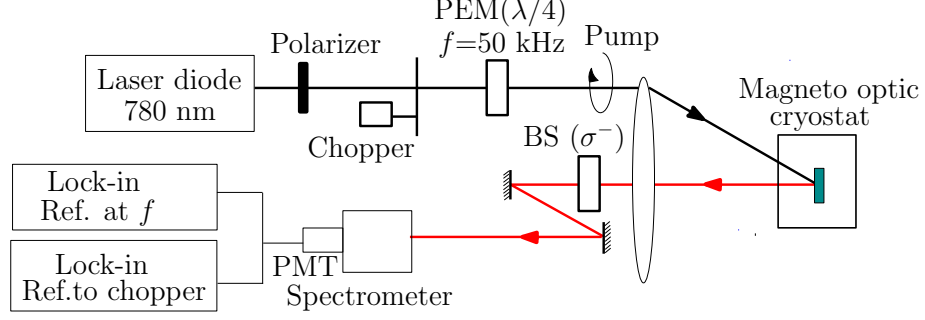 PEM(λ/4)
f=50 kHz
Polarizer
Pump
Laser diode
780 nm
Magneto optic
cryostat
Chopper
BS (σ⁻)
Lock-in
Ref. at f
Lock-in
Ref.to chopper
PMT
Spectrometer